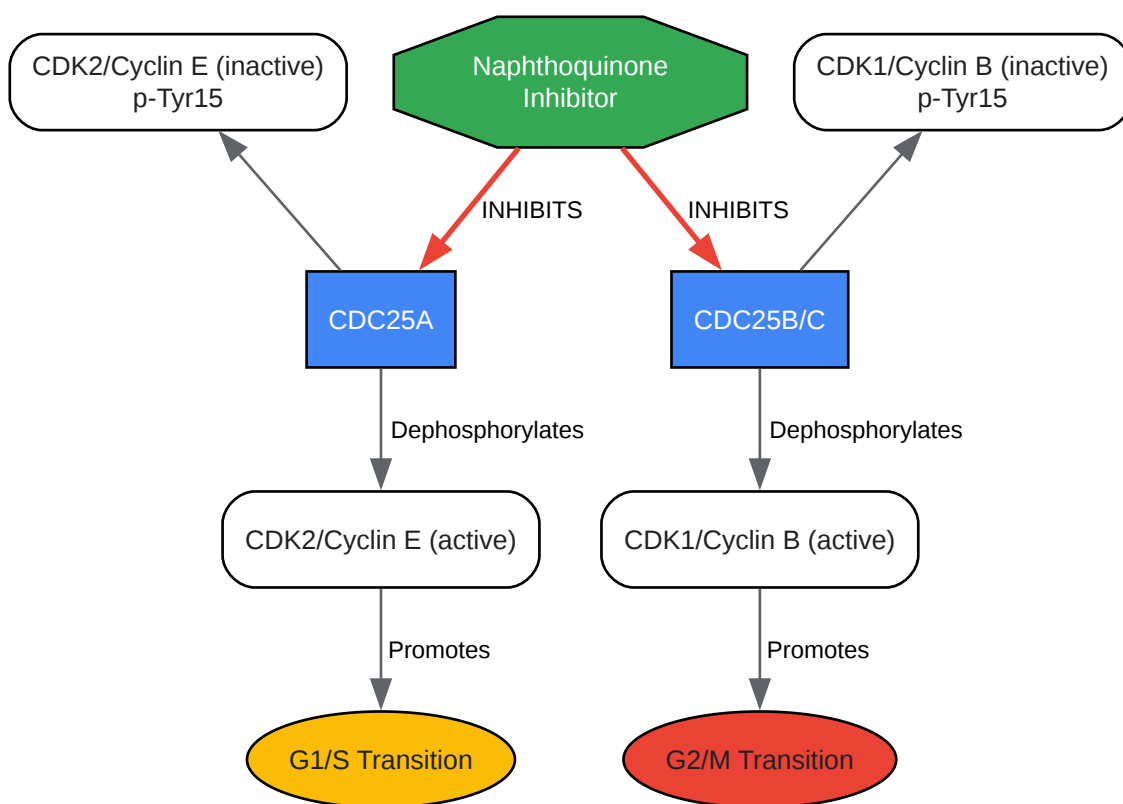 CDK2/Cyclin E (inactive)
p-Tyr15
Naphthoquinone
Inhibitor
CDK1/Cyclin B (inactive)
p-Tyr15
INHIBITS
INHIBITS
CDC25A
CDC25B/C
Dephosphorylates
Dephosphorylates
CDK2/Cyclin E (active)
CDK1/Cyclin B (active)
Promotes
Promotes
G1/S Transition
G2/M Transition